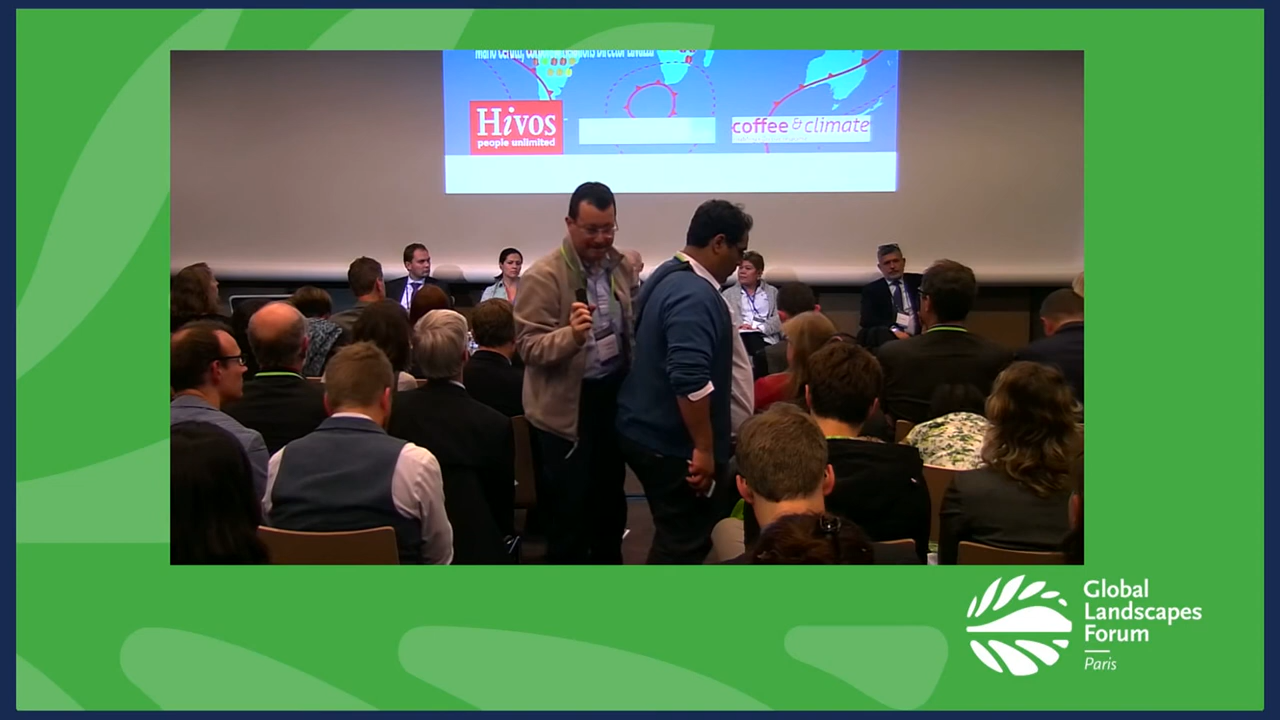 Hivos
people unlimited
coffee & climate
Global
Landscapes
Forum
Paris